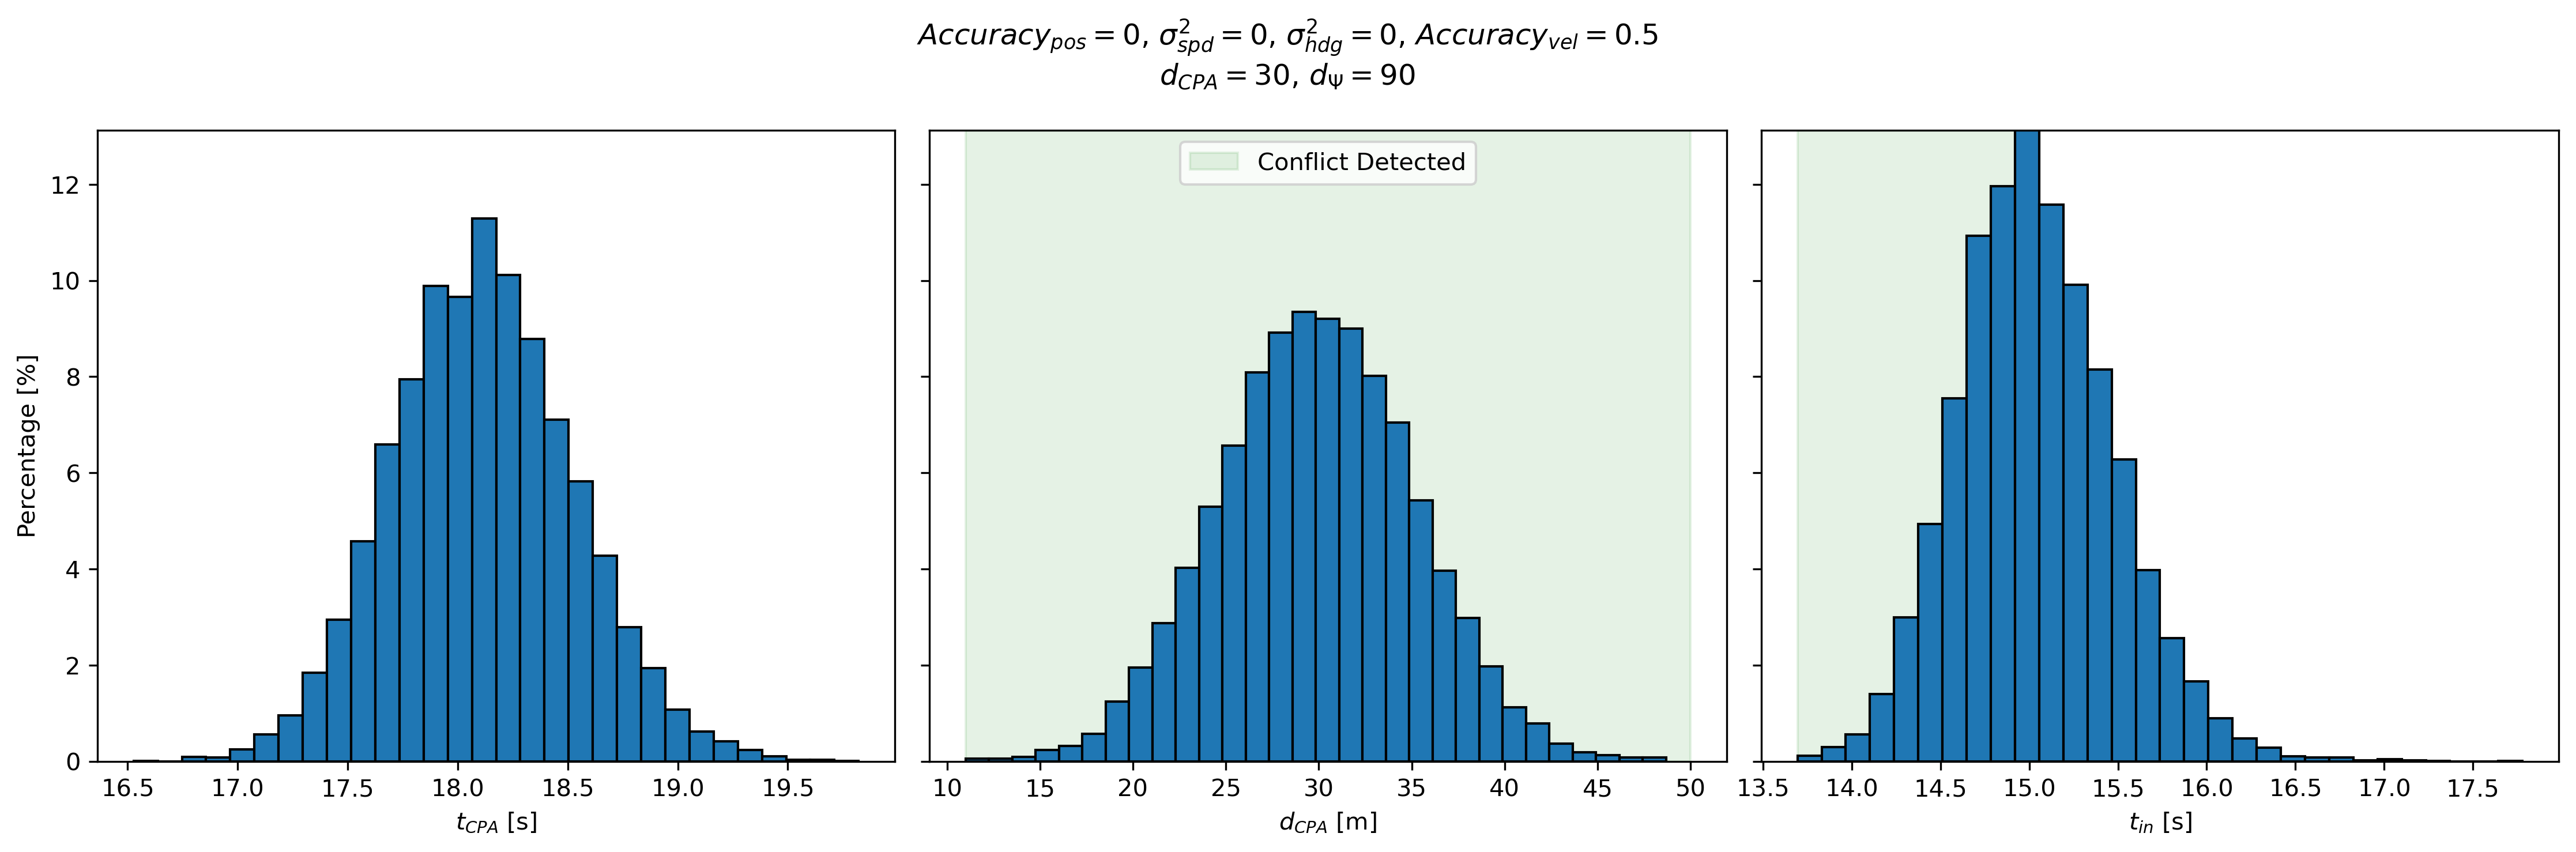 Accuracy_pos = 0, σ²_spd = 0, σ²_hdg = 0, Accuracy_vel = 0.5
d_CPA = 30, d_Ψ = 90
Percentage [%]
0
2
4
6
8
10
12
16.5 17.0 17.5 18.0 18.5 19.0 19.5
t_CPA [s]
Conflict Detected
10 15 20 25 30 35 40 45 50
d_CPA [m]
13.5 14.0 14.5 15.0 15.5 16.0 16.5 17.0 17.5
t_in [s]